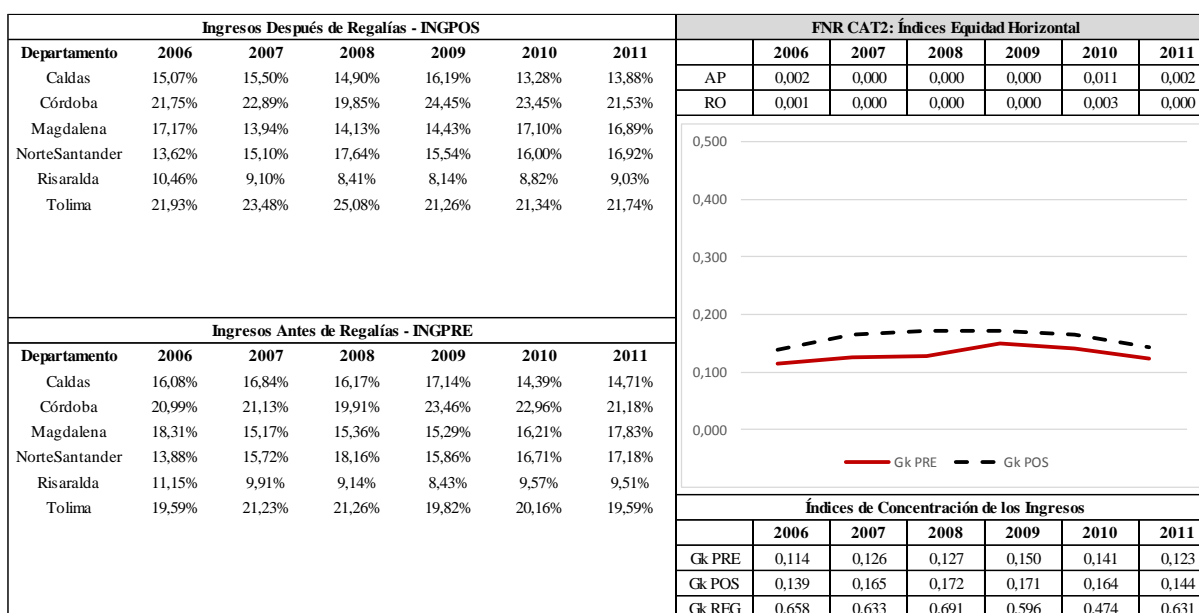 Ingresos Después de Regalías - INGPOS
Departamento 2006 2007 2008 2009 2010 2011
Caldas 15,07% 15,50% 14,90% 16,19% 13,28% 13,88%
Córdoba 21,75% 22,89% 19,85% 24,45% 23,45% 21,53%
Magdalena 17,17% 13,94% 14,13% 14,43% 17,10% 16,89%
NorteSantander 13,62% 15,10% 17,64% 15,54% 16,00% 16,92%
Risaralda 10,46% 9,10% 8,41% 8,14% 8,82% 9,03%
Tolima 21,93% 23,48% 25,08% 21,26% 21,34% 21,74%
Ingresos Antes de Regalías - INGPRE
Departamento 2006 2007 2008 2009 2010 2011
Caldas 16,08% 16,84% 16,17% 17,14% 14,39% 14,71%
Córdoba 20,99% 21,13% 19,91% 23,46% 22,96% 21,18%
Magdalena 18,31% 15,17% 15,36% 15,29% 16,21% 17,83%
NorteSantander 13,88% 15,72% 18,16% 15,86% 16,71% 17,18%
Risaralda 11,15% 9,91% 9,14% 8,43% 9,57% 9,51%
Tolima 19,59% 21,23% 21,26% 19,82% 20,16% 19,59%
FNR CAT2: Índices Equidad Horizontal
2006 2007 2008 2009 2010 2011
AP 0,002 0,000 0,000 0,000 0,011 0,002
RO 0,001 0,000 0,000 0,000 0,003 0,000
0,500
0,400
0,300
0,200
0,100
0,000
Gk PRE Gk POS
Índices de Concentración de los Ingresos
2006 2007 2008 2009 2010 2011
Gk PRE 0,114 0,126 0,127 0,150 0,141 0,123
Gk POS 0,139 0,165 0,172 0,171 0,164 0,144
Gk REG 0,658 0,633 0,691 0,596 0,474 0,631